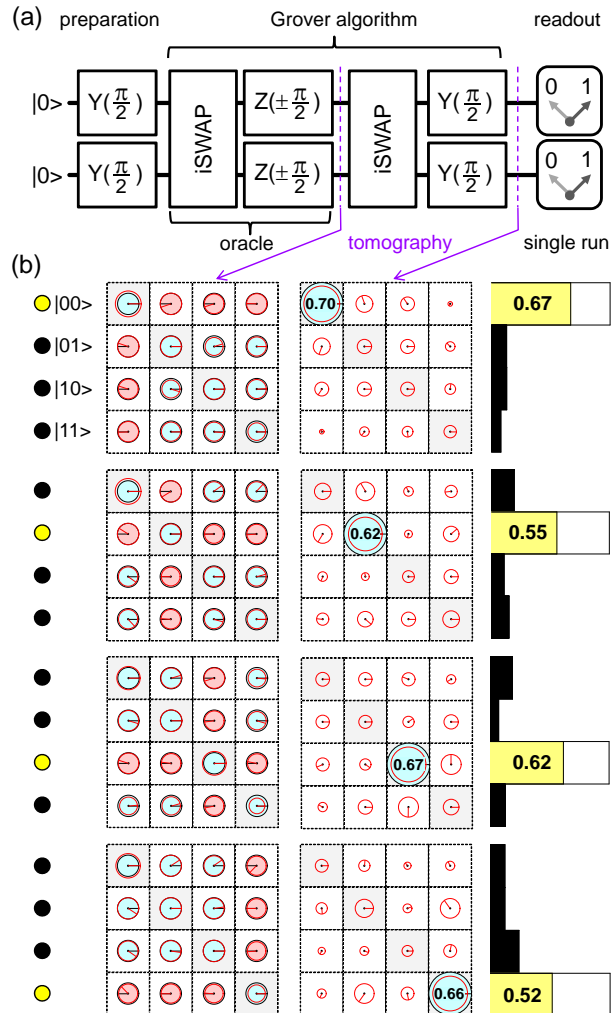 (a)
preparation Grover algorithm readout
|0> Y(π/2) iSWAP Z(±π/2) iSWAP Y(π/2) 0 1
|0> Y(π/2) Z(±π/2) Y(π/2) 0 1
oracle tomography single run
(b)
|00> 0.70 0.67
|01>
|10>
|11>
0.62 0.55
0.67 0.62
0.66 0.52